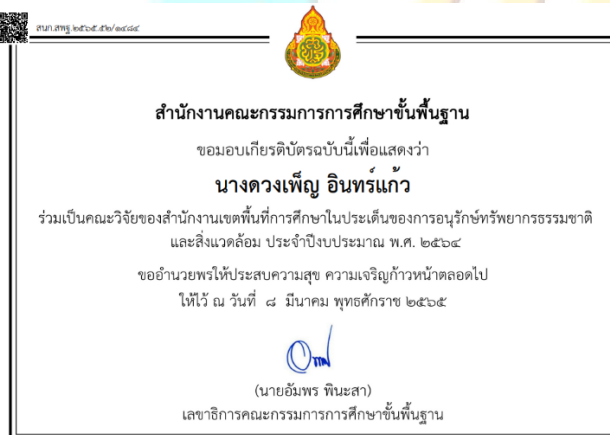 สนก.สพฐ.๒๕๖๕.๕๒/๑๔๘๔
สำนักงานคณะกรรมการการศึกษาขั้นพื้นฐาน
ขอมอบเกียรติบัตรฉบับนี้เพื่อแสดงว่า
นางดวงเพ็ญ อินทร์แก้ว
ร่วมเป็นคณะวิจัยของสำนักงานเขตพื้นที่การศึกษาในประเด็นของการอนุรักษ์ทรัพยากรธรรมชาติ
และสิ่งแวดล้อม ประจำปีงบประมาณ พ.ศ. ๒๕๖๔
ขออำนวยพรให้ประสบความสุข ความเจริญก้าวหน้าตลอดไป
ให้ไว้ ณ วันที่ ๘ มีนาคม พุทธศักราช ๒๕๖๕
(นายอัมพร พินะสา)
เลขาธิการคณะกรรมการการศึกษาขั้นพื้นฐาน